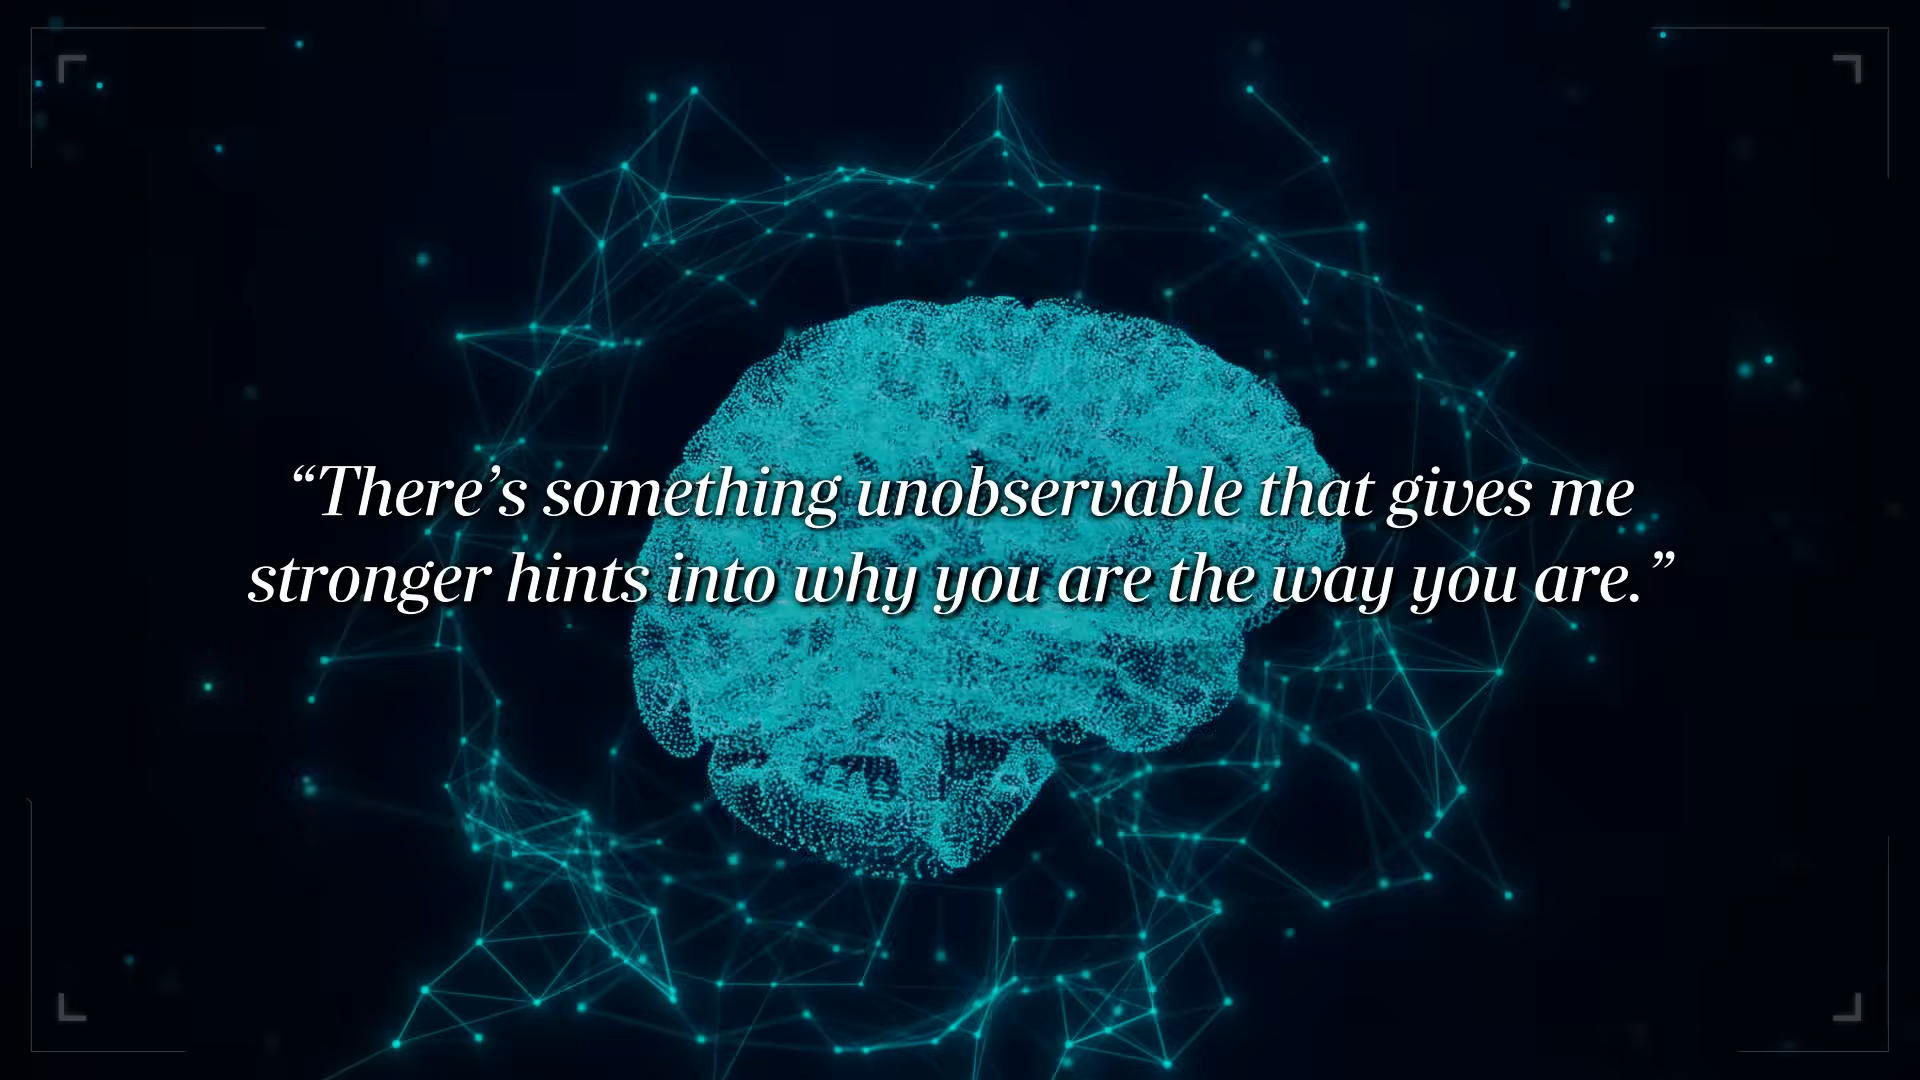 “There’s something unobservable that gives me
stronger hints into why you are the way you are.”